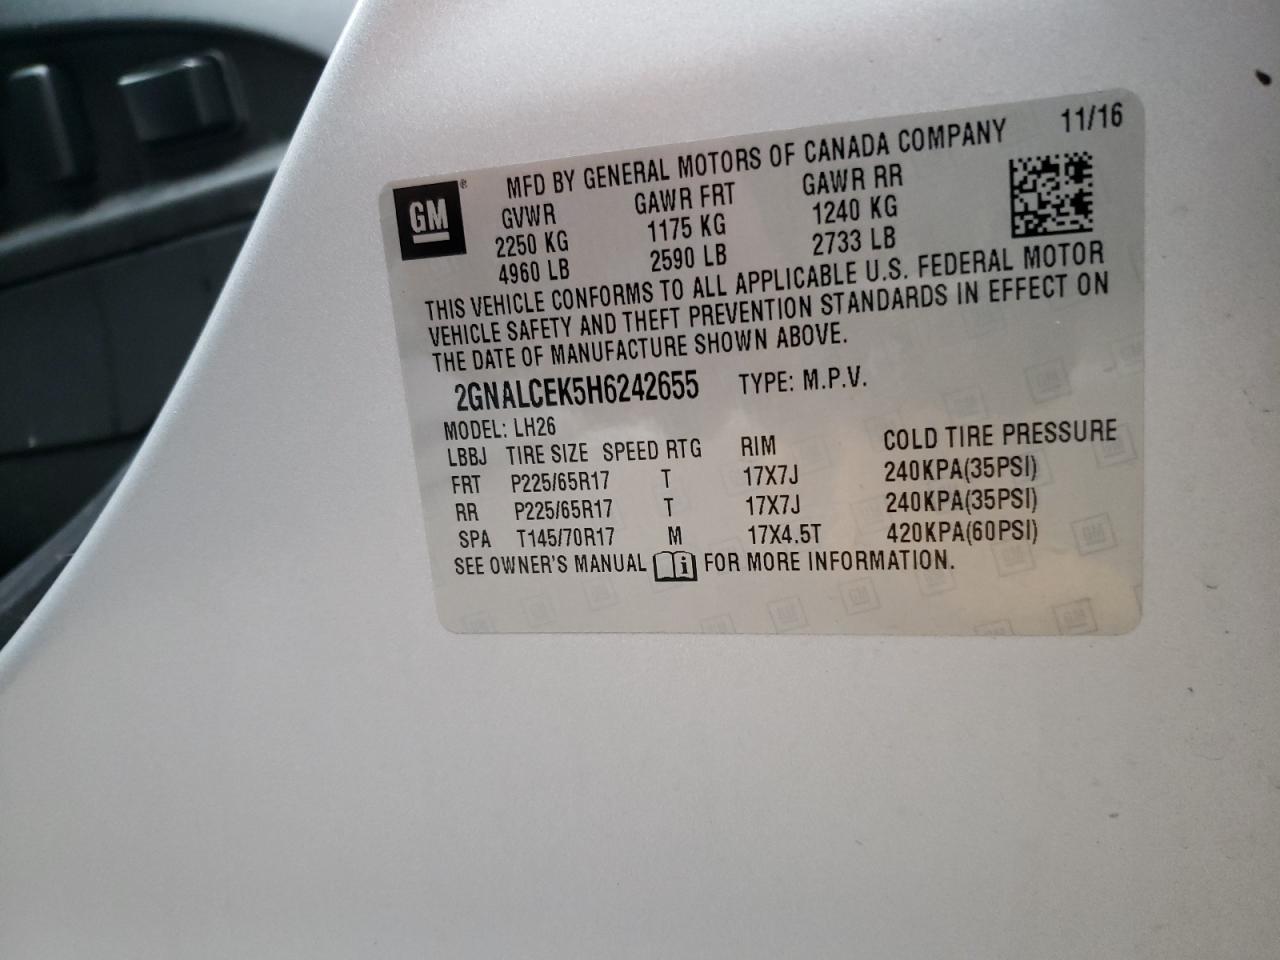 11/16
GM®
MFD BY GENERAL MOTORS OF CANADA COMPANY
GVWR GAWR FRT GAWR RR
2250 KG 1175 KG 1240 KG
4960 LB 2590 LB 2733 LB
THIS VEHICLE CONFORMS TO ALL APPLICABLE U.S. FEDERAL MOTOR
VEHICLE SAFETY AND THEFT PREVENTION STANDARDS IN EFFECT ON
THE DATE OF MANUFACTURE SHOWN ABOVE.
2GNALCEK5H6242655 TYPE: M.P.V.
MODEL: LH26
LBBJ TIRE SIZE SPEED RTG RIM COLD TIRE PRESSURE
FRT P225/65R17 T 17X7J 240KPA(35PSI)
RR P225/65R17 T 17X7J 240KPA(35PSI)
SPA T145/70R17 M 17X4.5T 420KPA(60PSI)
SEE OWNER'S MANUAL i FOR MORE INFORMATION.